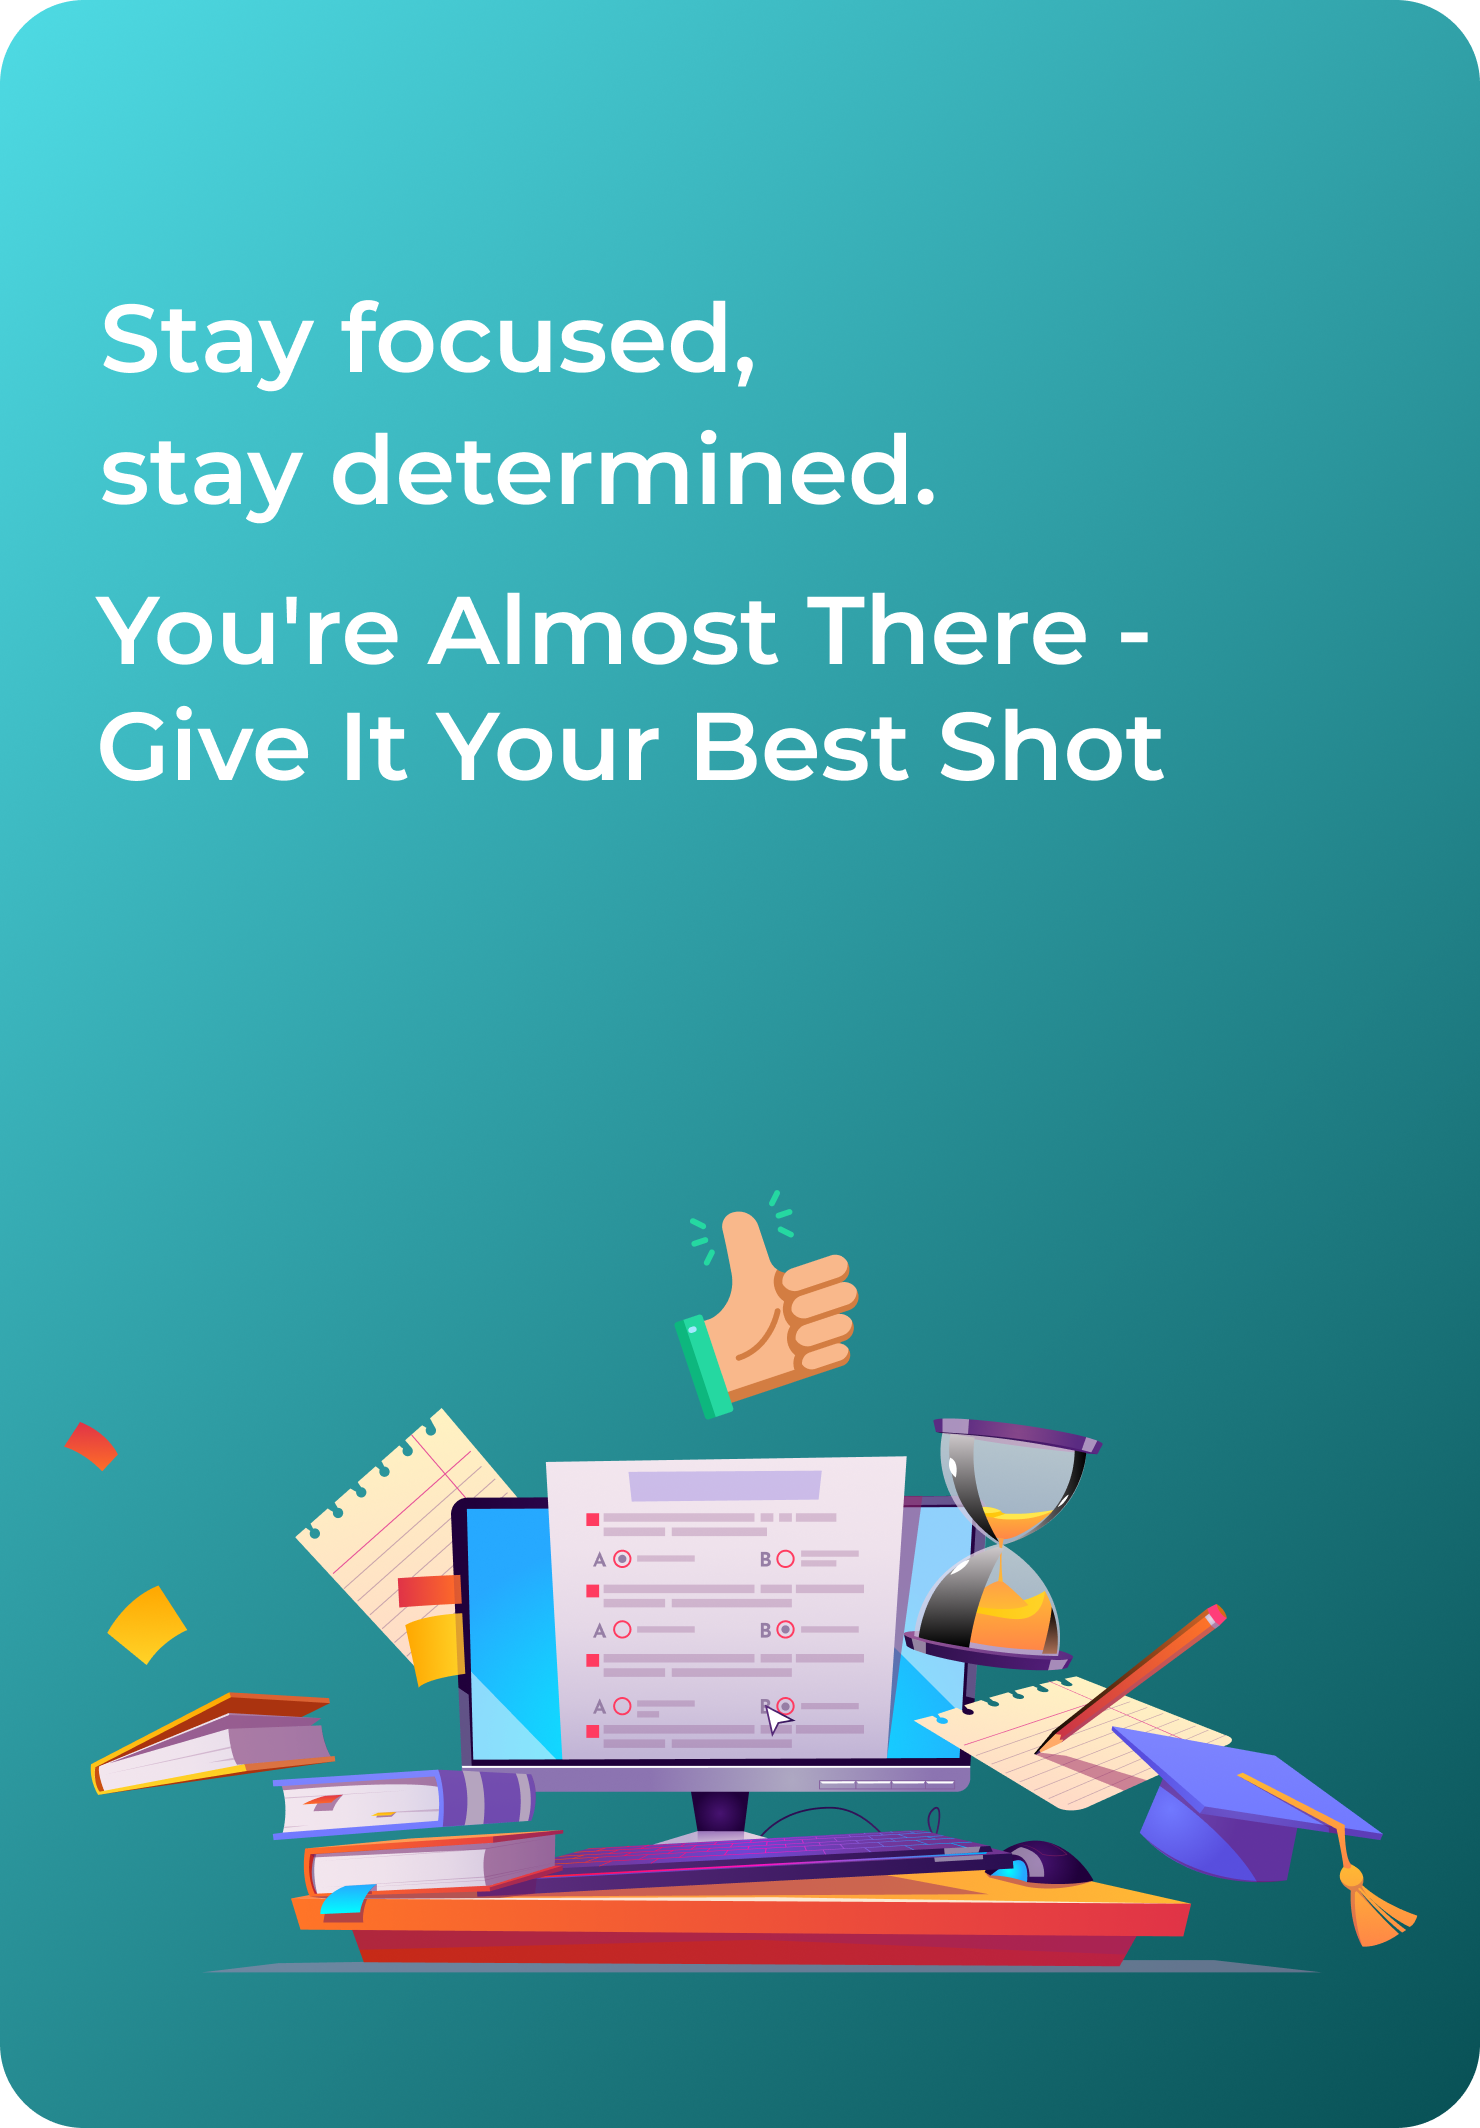 Stay focused,
stay determined.
You're Almost There -
Give It Your Best Shot
A B
A B
A B